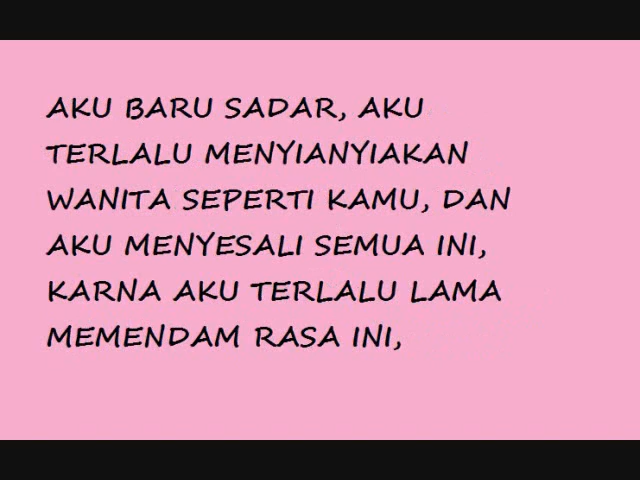 AKU BARU SADAR, AKU
TERLALU MENYIANYIAKAN
WANITA SEPERTI KAMU, DAN
AKU MENYESALI SEMUA INI,
KARNA AKU TERLALU LAMA
MEMENDAM RASA INI,